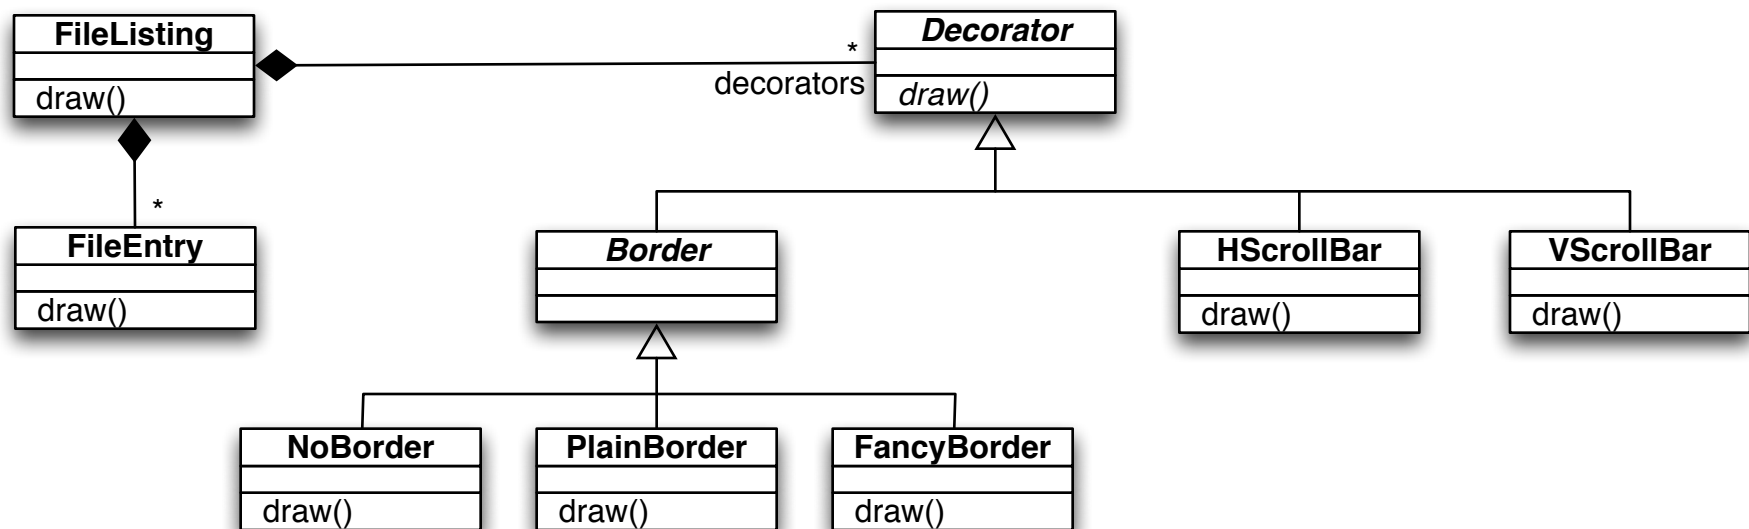 FileListing
draw()
*
decorators
Decorator
draw()
*
FileEntry
draw()
Border
HScrollBar
draw()
VScrollBar
draw()
NoBorder
draw()
PlainBorder
draw()
FancyBorder
draw()